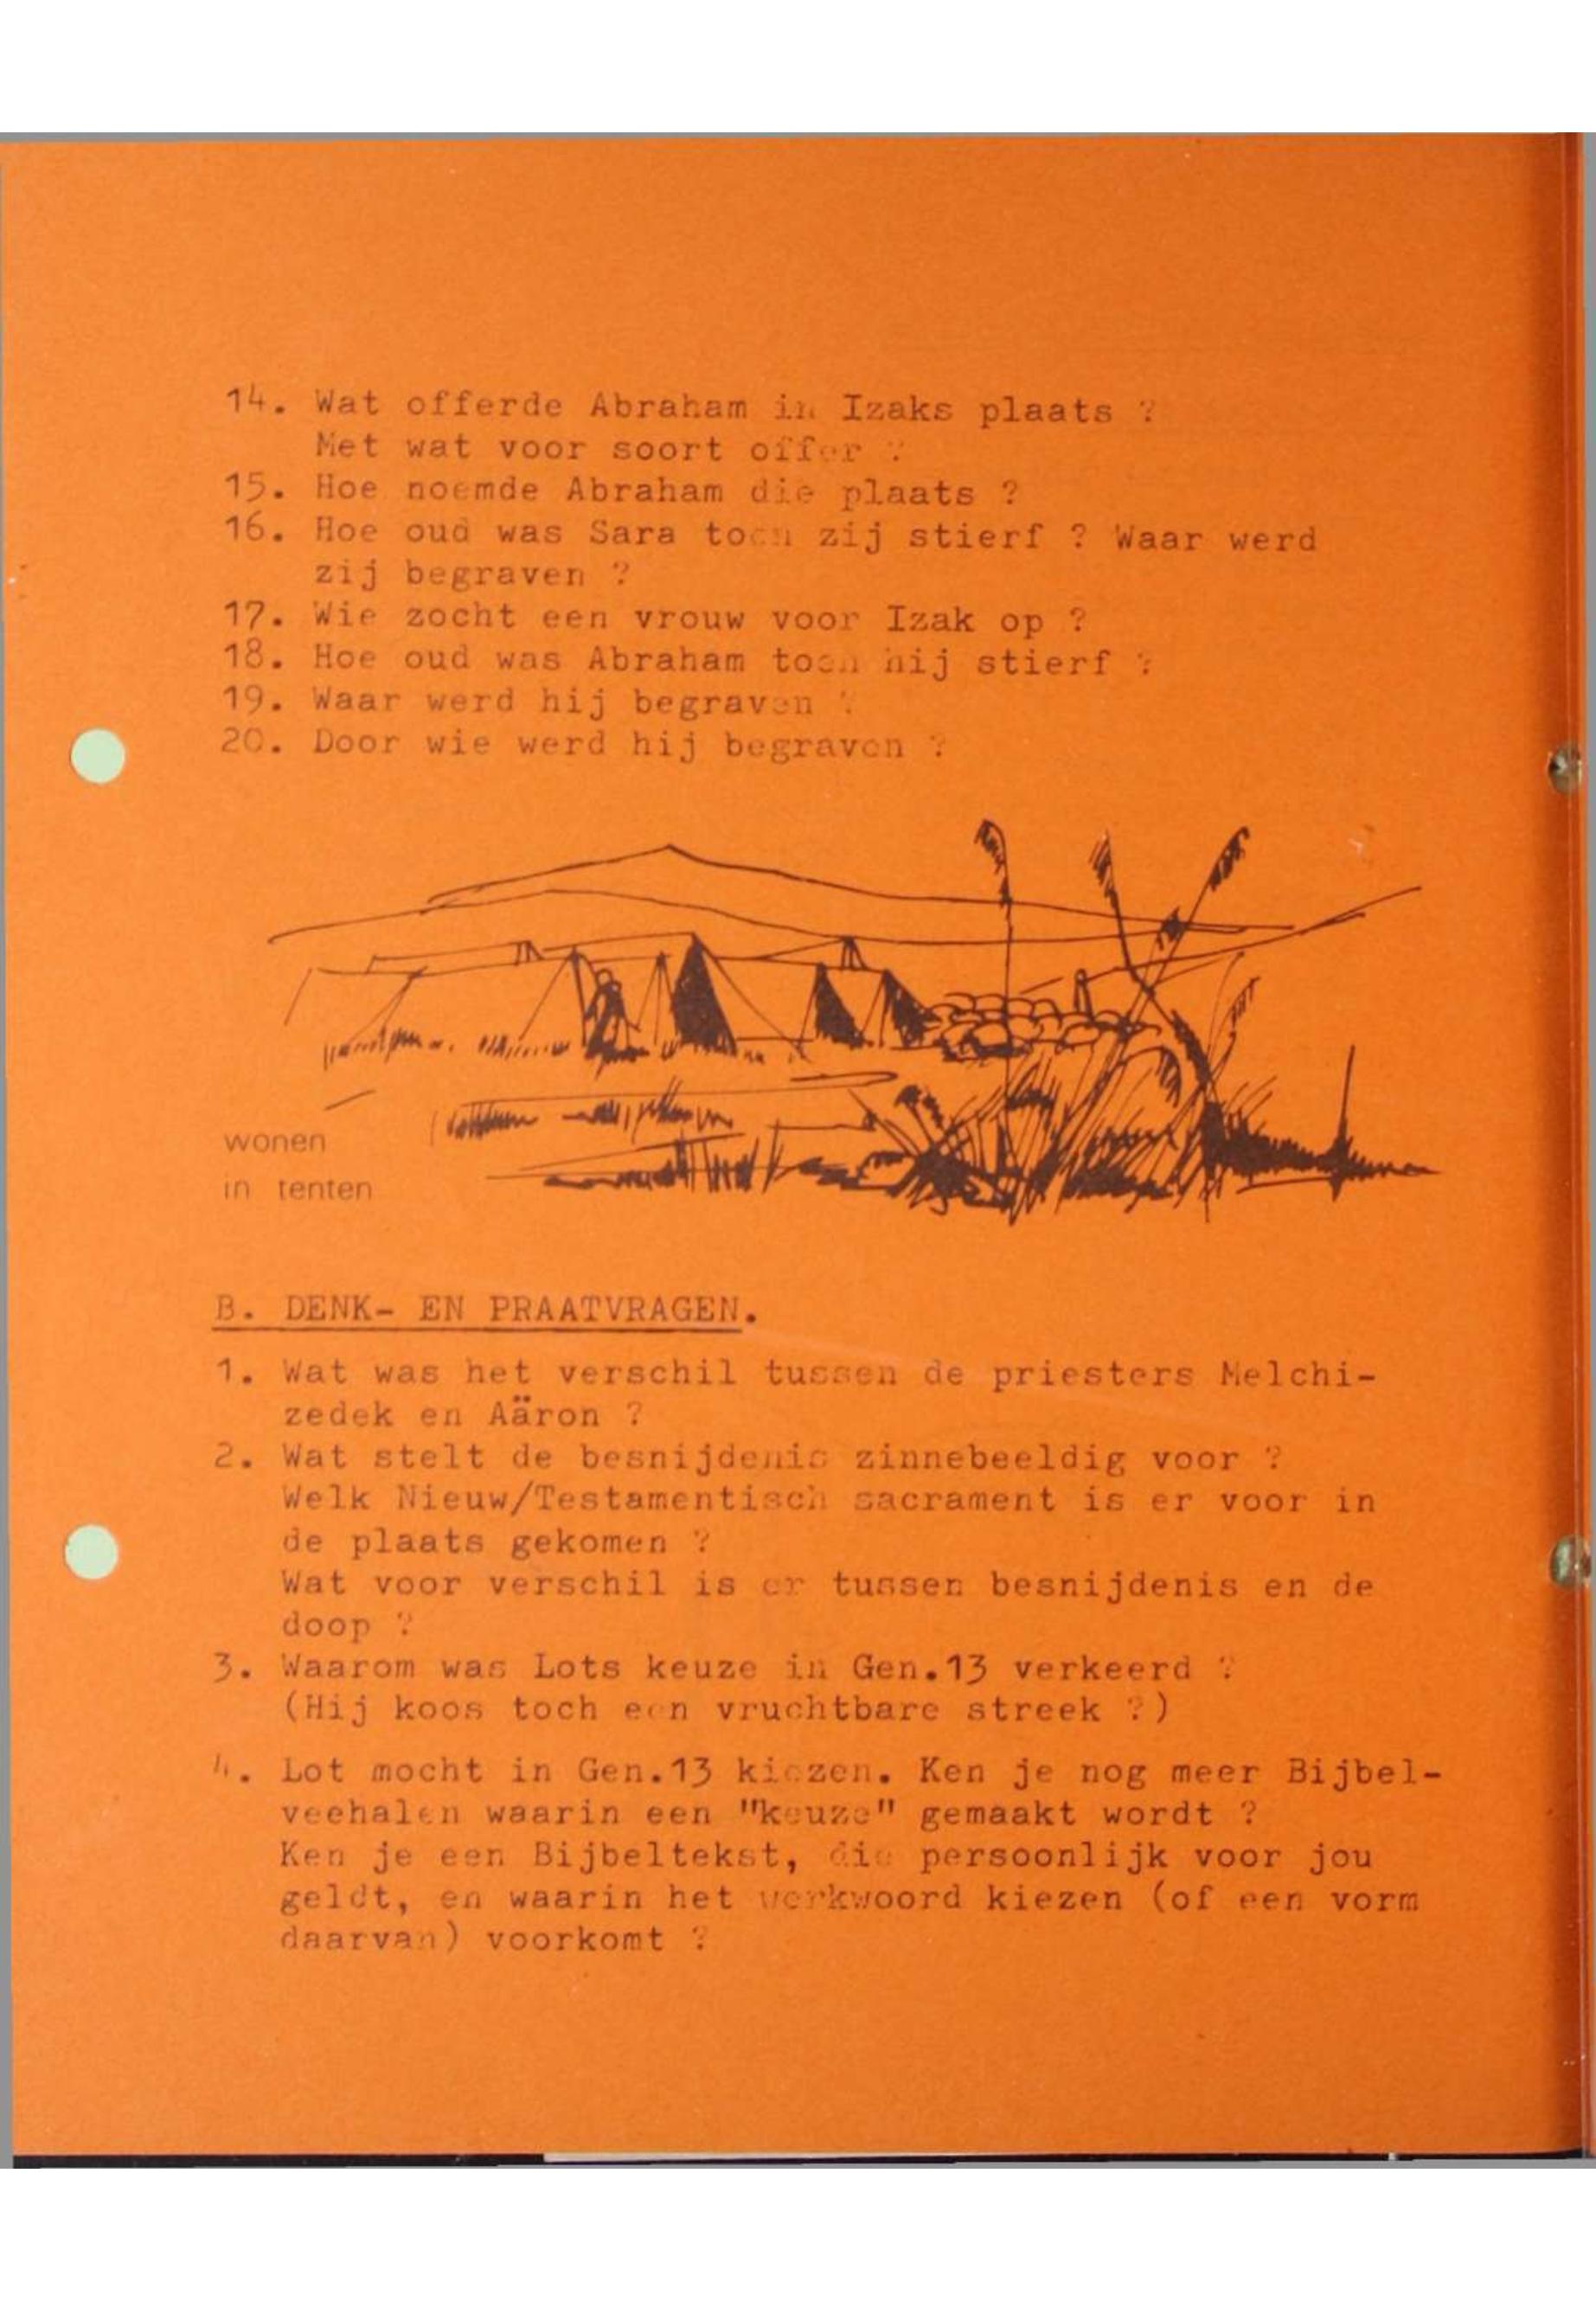 14. Wat offerde Abraham in Izaks plaats ?
Met wat voor soort offer ?
15. Hoe noemde Abraham die plaats ?
16. Hoe oud was Sara toen zij stierf ? Waar werd
zij begraven ?
17. Wie zocht een vrouw voor Izak op ?
18. Hoe oud was Abraham toen hij stierf ?
19. Waar werd hij begraven ?
20. Door wie werd hij begraven ?
wonen
in tenten
B. DENK- EN PRAATVRAGEN.
1. Wat was het verschil tussen de priesters Melchi-
zedek en Aäron ?
2. Wat stelt de besnijdenis zinnebeeldig voor ?
Welk Nieuw/Testamentisch sacrament is er voor in
de plaats gekomen ?
Wat voor verschil is er tussen besnijdenis en de
doop ?
3. Waarom was Lots keuze in Gen.13 verkeerd ?
(Hij koos toch een vruchtbare streek ?)
4. Lot mocht in Gen.13 kiezen. Ken je nog meer Bijbel-
veehalen waarin een "keuze" gemaakt wordt ?
Ken je een Bijbeltekst, die persoonlijk voor jou
geldt, en waarin het werkwoord kiezen (of een vorm
daarvan) voorkomt ?